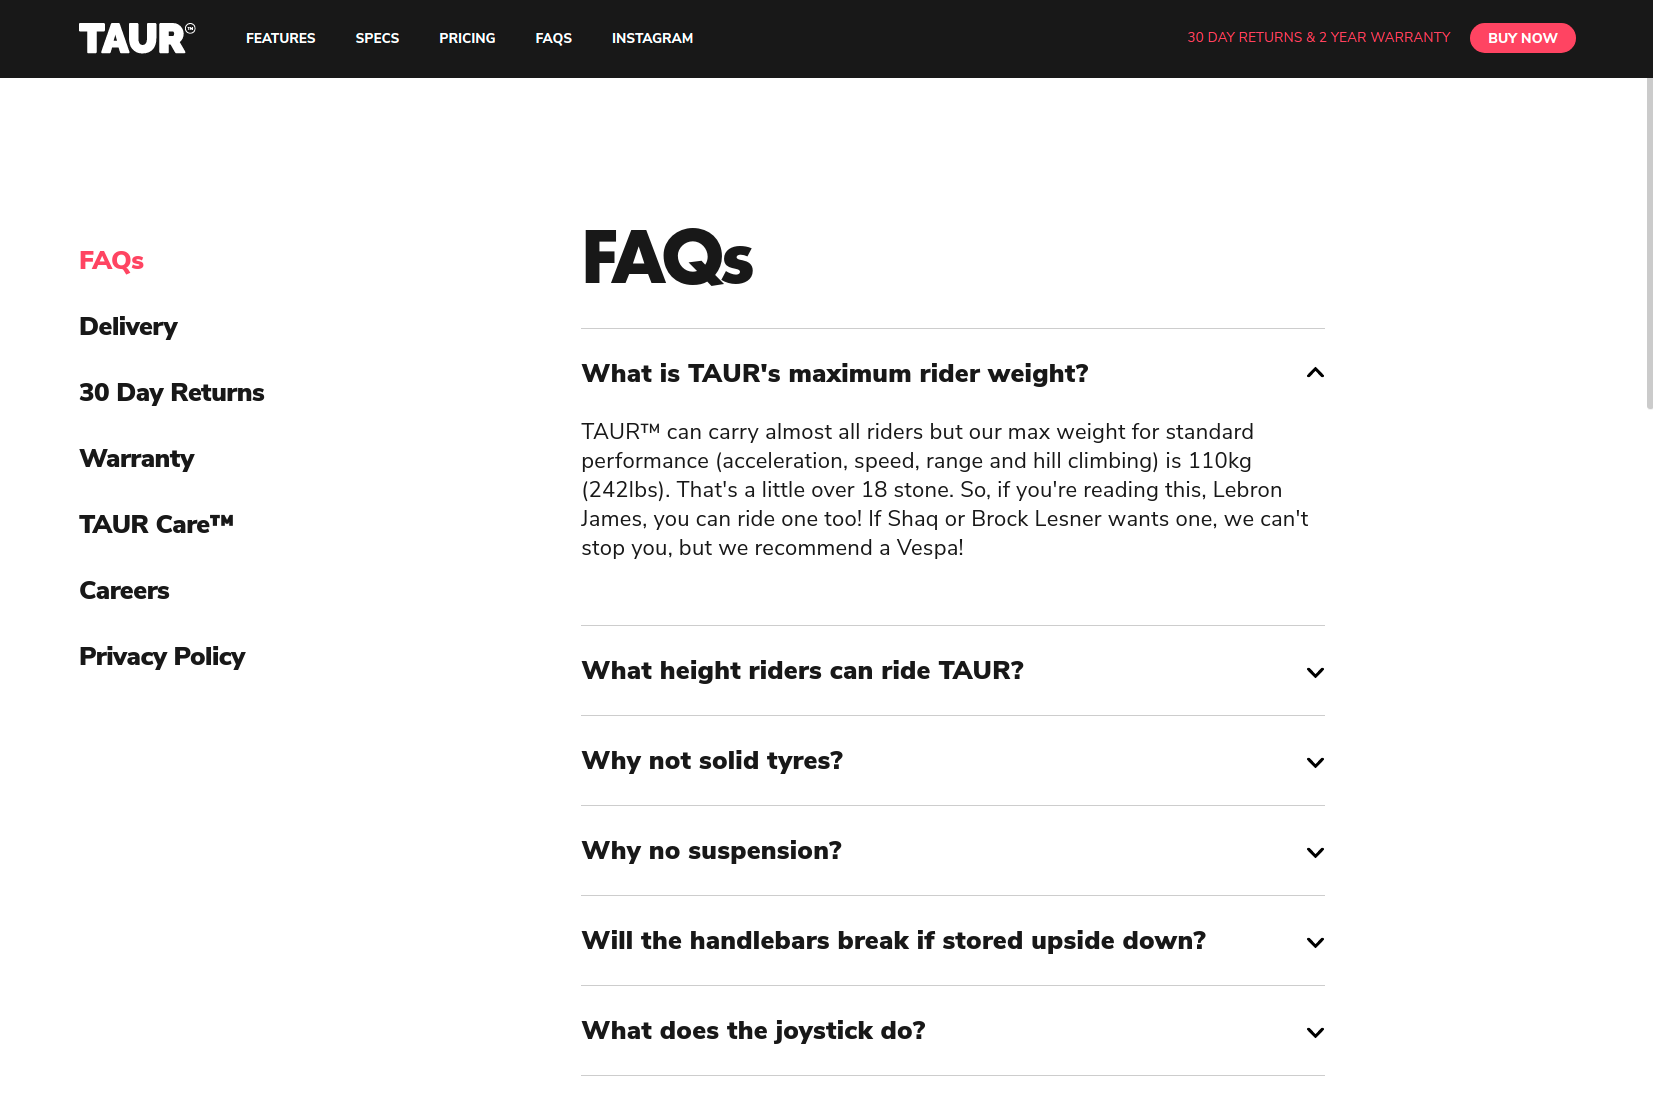 TAUR™
FEATURES
SPECS
PRICING
FAQS
INSTAGRAM
30 DAY RETURNS & 2 YEAR WARRANTY
BUY NOW
FAQs
Delivery
30 Day Returns
Warranty
TAUR Care™
Careers
Privacy Policy
FAQs
What is TAUR's maximum rider weight?
TAUR™ can carry almost all riders but our max weight for standard
performance (acceleration, speed, range and hill climbing) is 110kg
(242lbs). That's a little over 18 stone. So, if you're reading this, Lebron
James, you can ride one too! If Shaq or Brock Lesner wants one, we can't
stop you, but we recommend a Vespa!
What height riders can ride TAUR?
Why not solid tyres?
Why no suspension?
Will the handlebars break if stored upside down?
What does the joystick do?